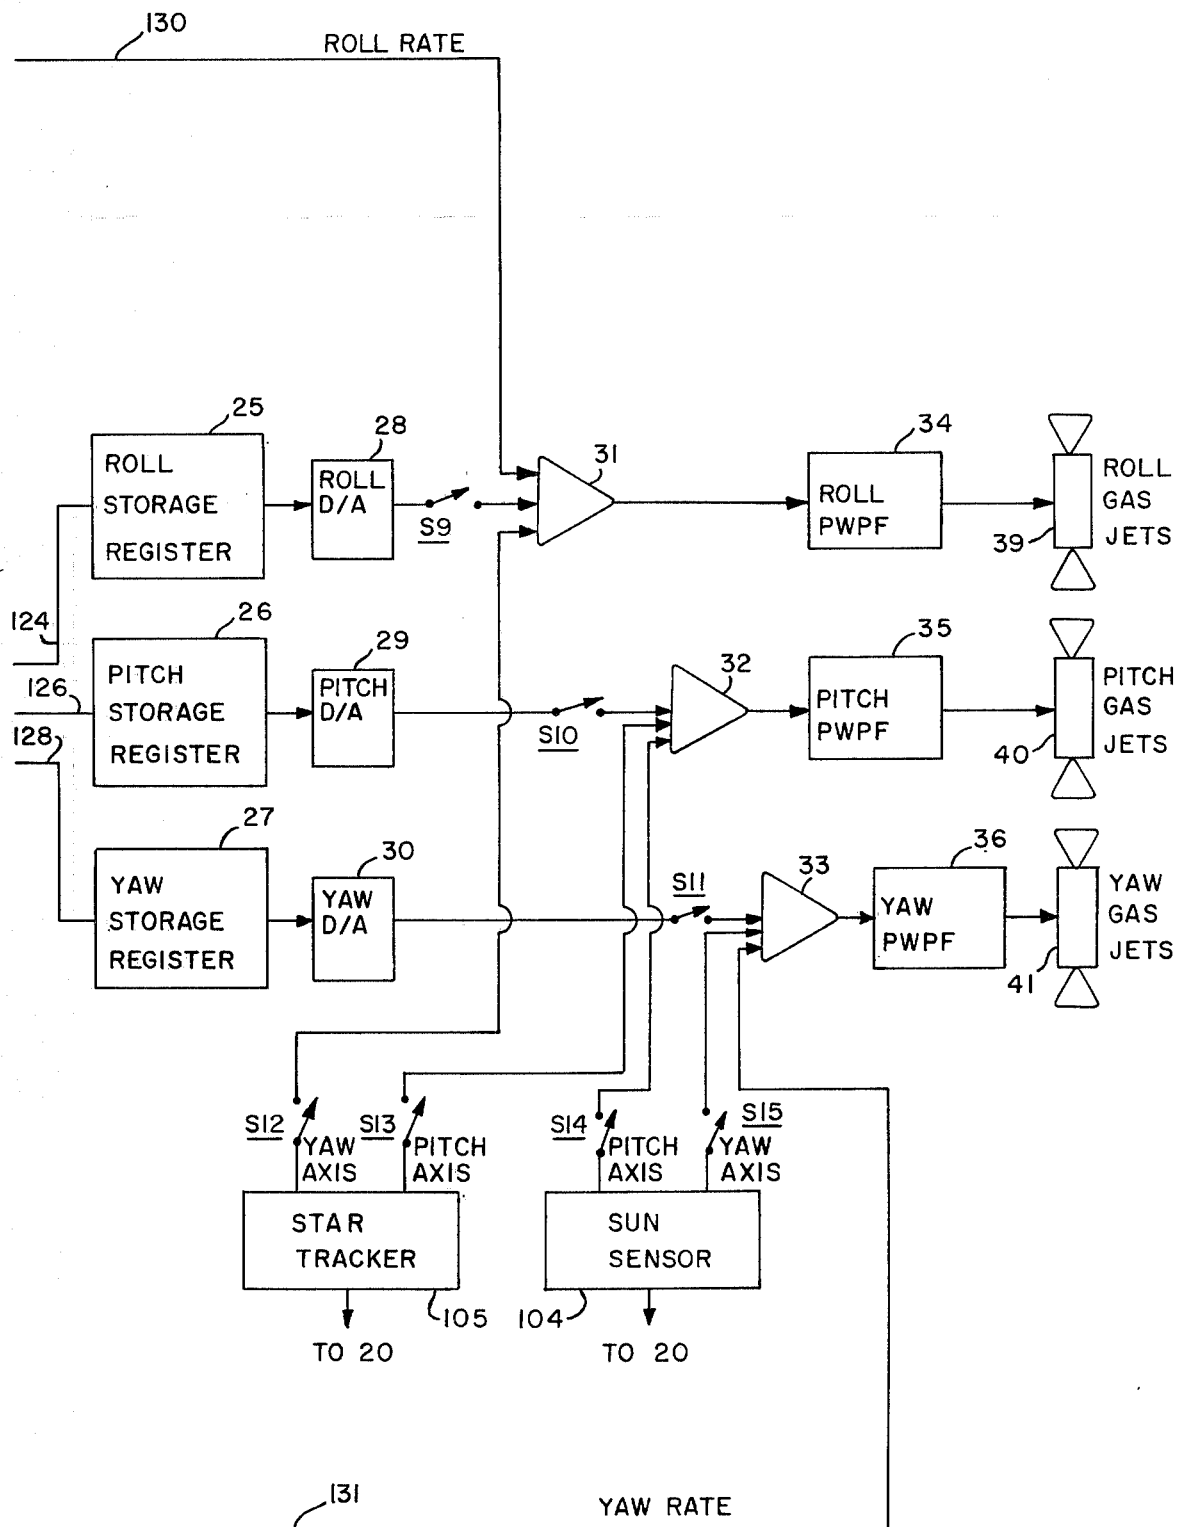 130
ROLL RATE
25
ROLL
STORAGE
REGISTER
28
ROLL
D/A
S9
31
34
ROLL
PWPF
39
ROLL
GAS
JETS
124
126
128
26
PITCH
STORAGE
REGISTER
29
PITCH
D/A
S10
32
35
PITCH
PWPF
40
PITCH
GAS
JETS
27
YAW
STORAGE
REGISTER
30
YAW
D/A
S11
33
36
YAW
PWPF
41
YAW
GAS
JETS
S12
YAW
AXIS
S13
PITCH
AXIS
S14
PITCH
AXIS
S15
YAW
AXIS
STAR
TRACKER
105
TO 20
SUN
SENSOR
104
TO 20
131
YAW RATE